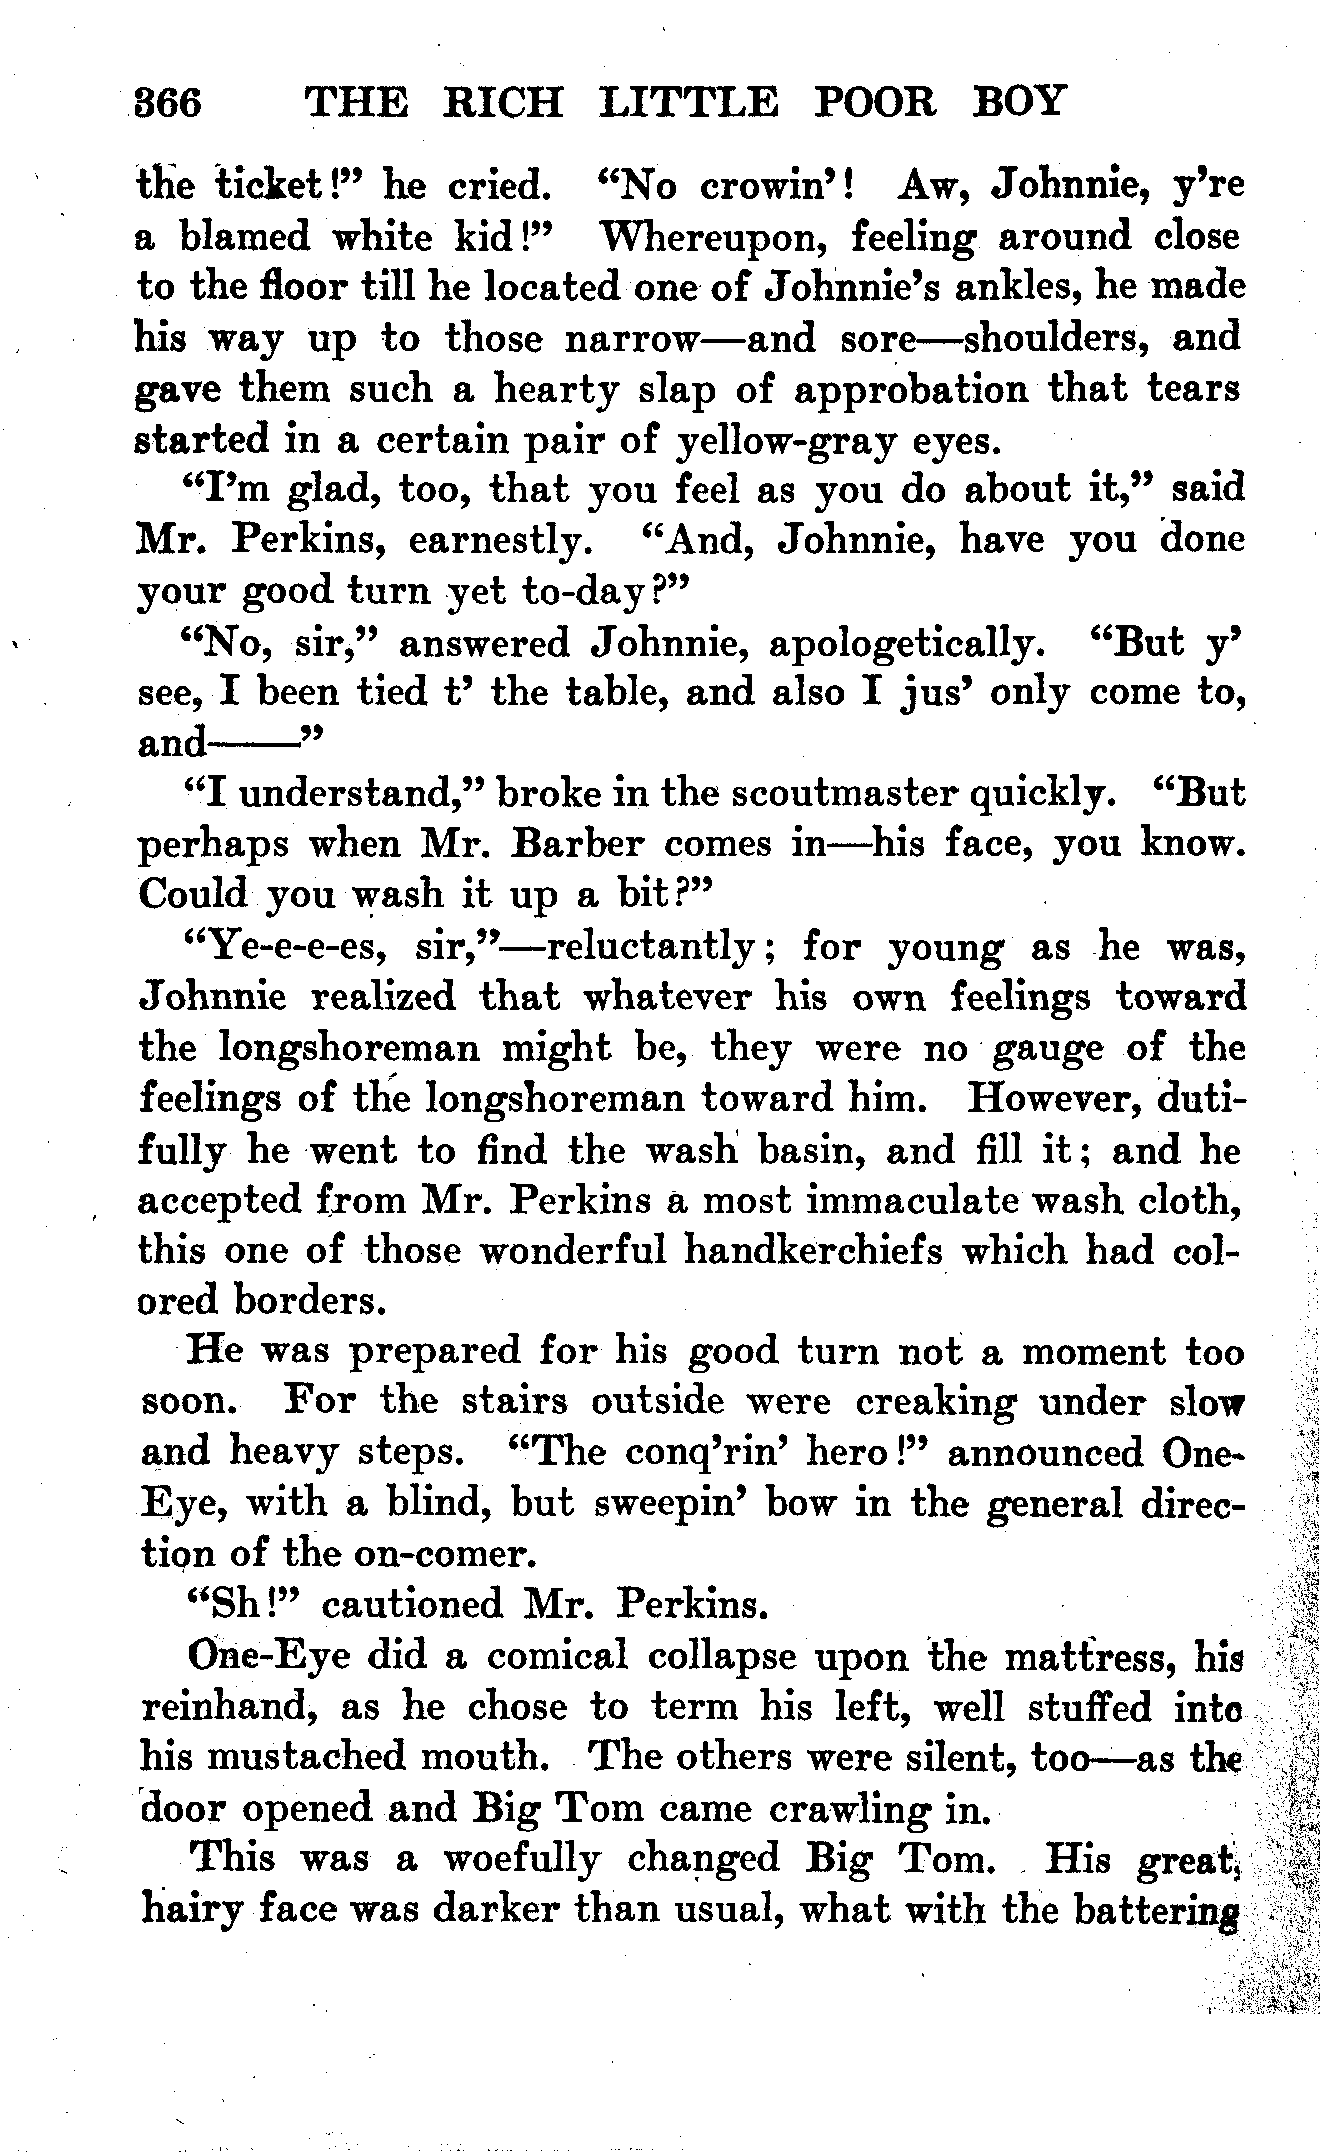 366 THE RICH LITTLE POOR BOY
the ticket!” he cried. “No crowin’! Aw, Johnnie, y’re
a blamed white kid!” Whereupon, feeling around close
to the floor till he located one of Johnnie’s ankles, he made
his way up to those narrow—and sore—shoulders, and
gave them such a hearty slap of approbation that tears
started in a certain pair of yellow-gray eyes.
“I’m glad, too, that you feel as you do about it,” said
Mr. Perkins, earnestly. “And, Johnnie, have you done
your good turn yet to-day?”
“No, sir,” answered Johnnie, apologetically. “But y’
see, I been tied t’ the table, and also I jus’ only come to,
and——”
“I understand,” broke in the scoutmaster quickly. “But
perhaps when Mr. Barber comes in—his face, you know.
Could you wash it up a bit?”
“Ye-e-e-es, sir,”—reluctantly; for young as he was,
Johnnie realized that whatever his own feelings toward
the longshoreman might be, they were no gauge of the
feelings of the longshoreman toward him. However, duti-
fully he went to find the wash basin, and fill it; and he
accepted from Mr. Perkins a most immaculate wash cloth,
this one of those wonderful handkerchiefs which had col-
ored borders.
He was prepared for his good turn not a moment too
soon. For the stairs outside were creaking under slow
and heavy steps. “The conq’rin’ hero!” announced One-
Eye, with a blind, but sweepin’ bow in the general direc-
tion of the on-comer.
“Sh!” cautioned Mr. Perkins.
One-Eye did a comical collapse upon the mattress, his
reinhand, as he chose to term his left, well stuffed into
his mustached mouth. The others were silent, too—as the
door opened and Big Tom came crawling in.
This was a woefully changed Big Tom. His great,
hairy face was darker than usual, what with the battering